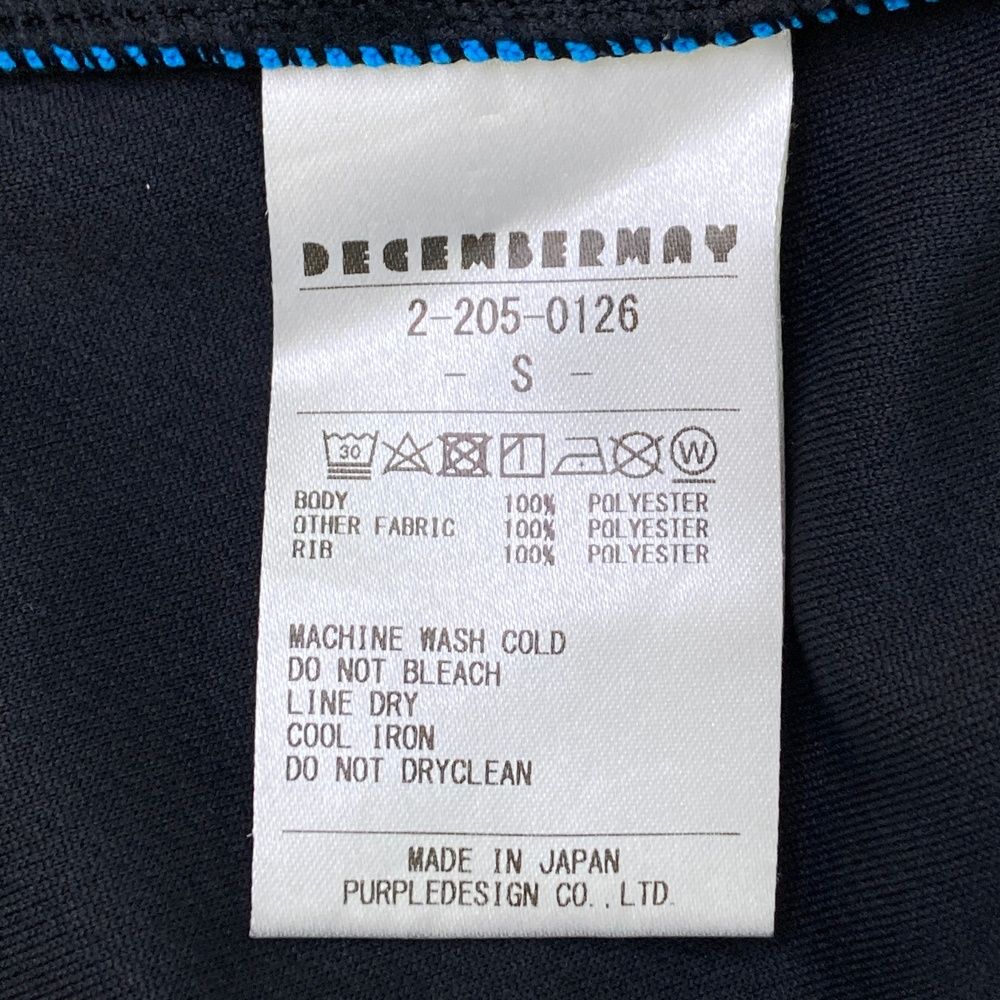 DECEMBERMAY
2-205-0126
- S -
30 W
BODY 100% POLYESTER
OTHER FABRIC 100% POLYESTER
RIB 100% POLYESTER
MACHINE WASH COLD
DO NOT BLEACH
LINE DRY
COOL IRON
DO NOT DRYCLEAN
MADE IN JAPAN
PURPLEDESIGN CO.,LTD.